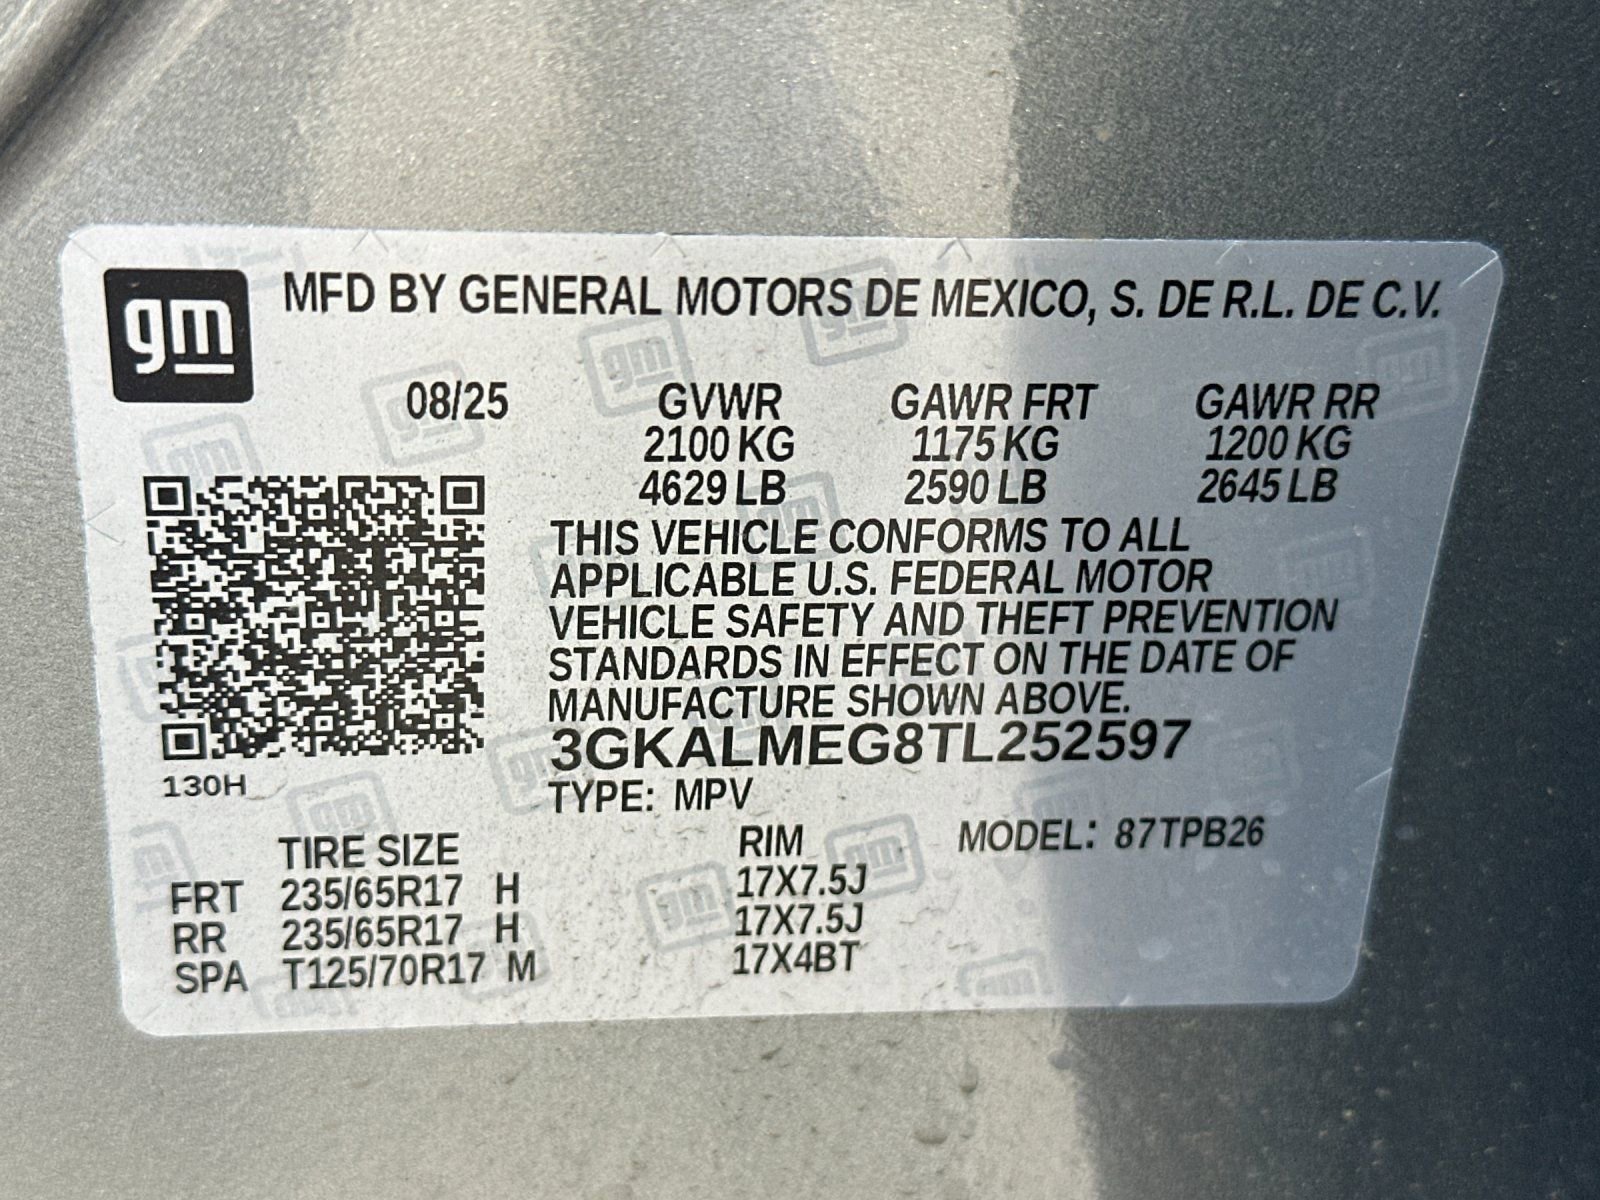 gm MFD BY GENERAL MOTORS DE MEXICO, S. DE R.L. DE C.V.
08/25 GVWR GAWR FRT GAWR RR
2100 KG 1175 KG 1200 KG
4629 LB 2590 LB 2645 LB
THIS VEHICLE CONFORMS TO ALL
APPLICABLE U.S. FEDERAL MOTOR
VEHICLE SAFETY AND THEFT PREVENTION
STANDARDS IN EFFECT ON THE DATE OF
MANUFACTURE SHOWN ABOVE.
3GKALMEG8TL252597
130H
TYPE: MPV
TIRE SIZE RIM MODEL: 87TPB26
FRT 235/65R17 H 17X7.5J
RR 235/65R17 H 17X7.5J
SPA T125/70R17 M 17X4BT